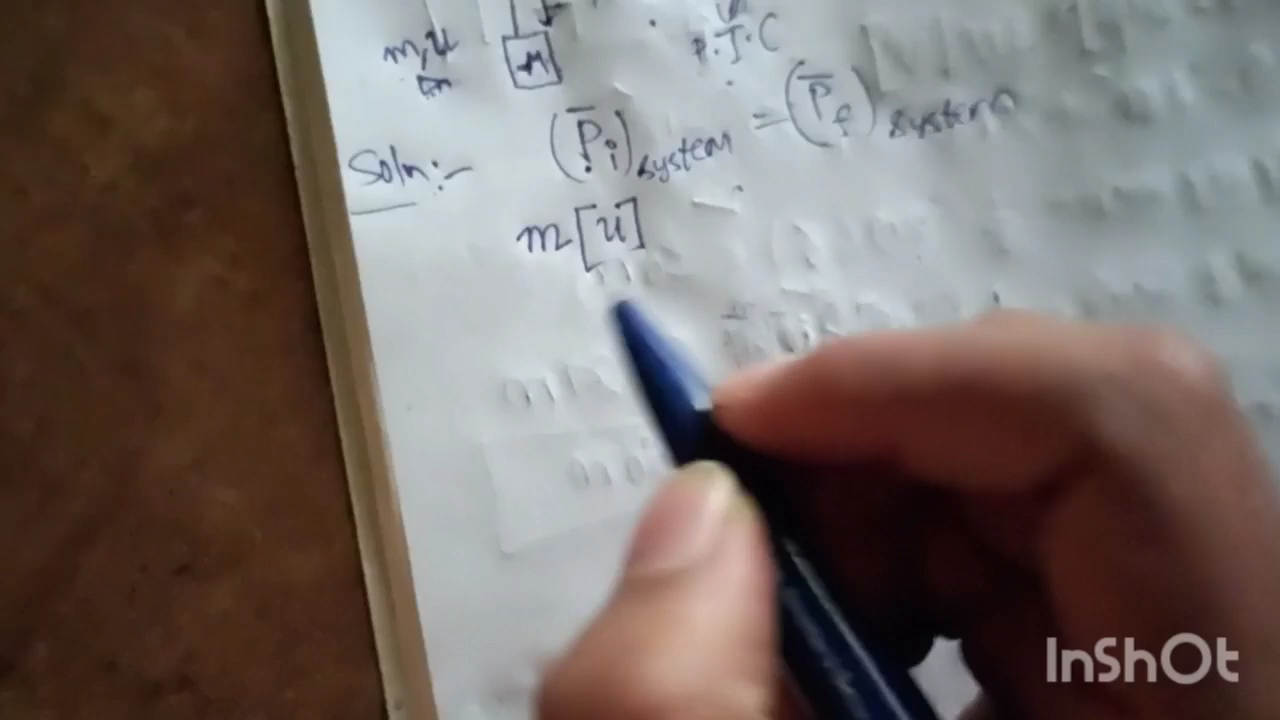 m, u
M
P.I.C
Soln:- (P̅i)system = (P̅f)system
m[u]
InShOt